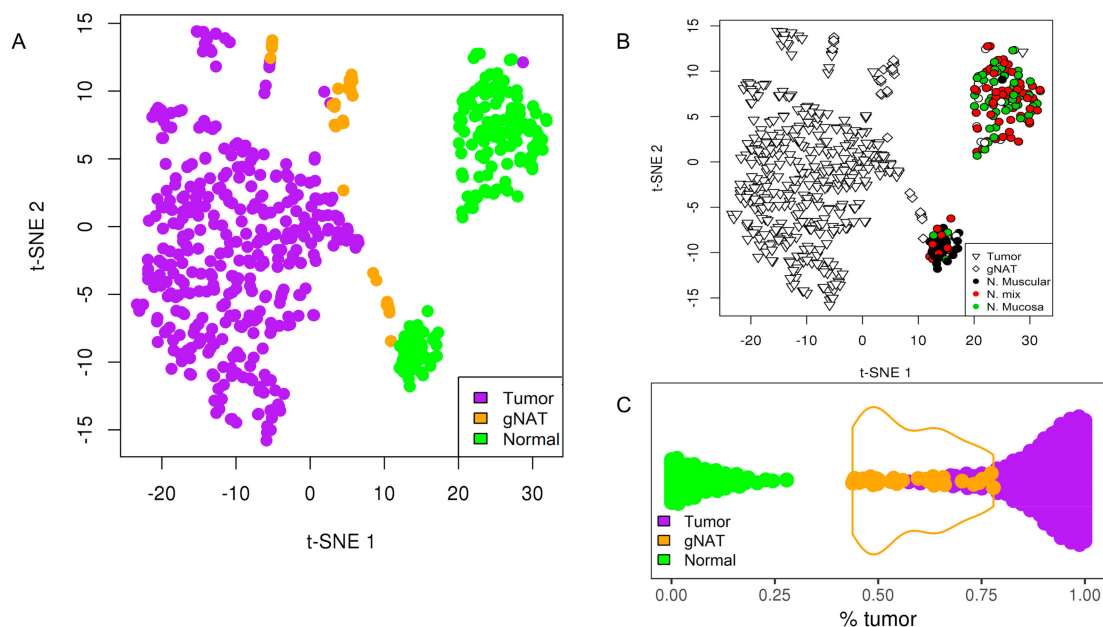 A
15
10
5
0
-5
-10
-15
t-SNE 2
-20
-10
0
10
20
30
t-SNE 1
Tumor
gNAT
Normal
B
15
10
5
0
-5
-10
-15
t-SNE 2
Tumor
gNAT
N. Muscular
N. mix
N. Mucosa
-20
-10
0
10
20
30
t-SNE 1
C
Tumor
gNAT
Normal
0.00
0.25
0.50
0.75
1.00
% tumor